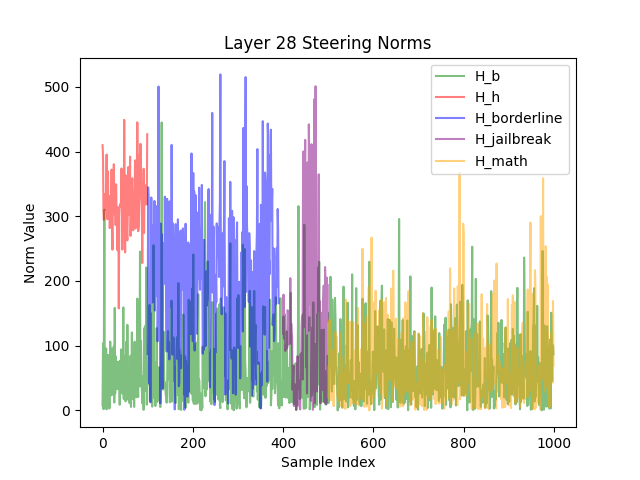 Layer 28 Steering Norms
H_b
H_h
H_borderline
H_jailbreak
H_math
Norm Value
500
400
300
200
100
0
0
200
400
600
800
1000
Sample Index